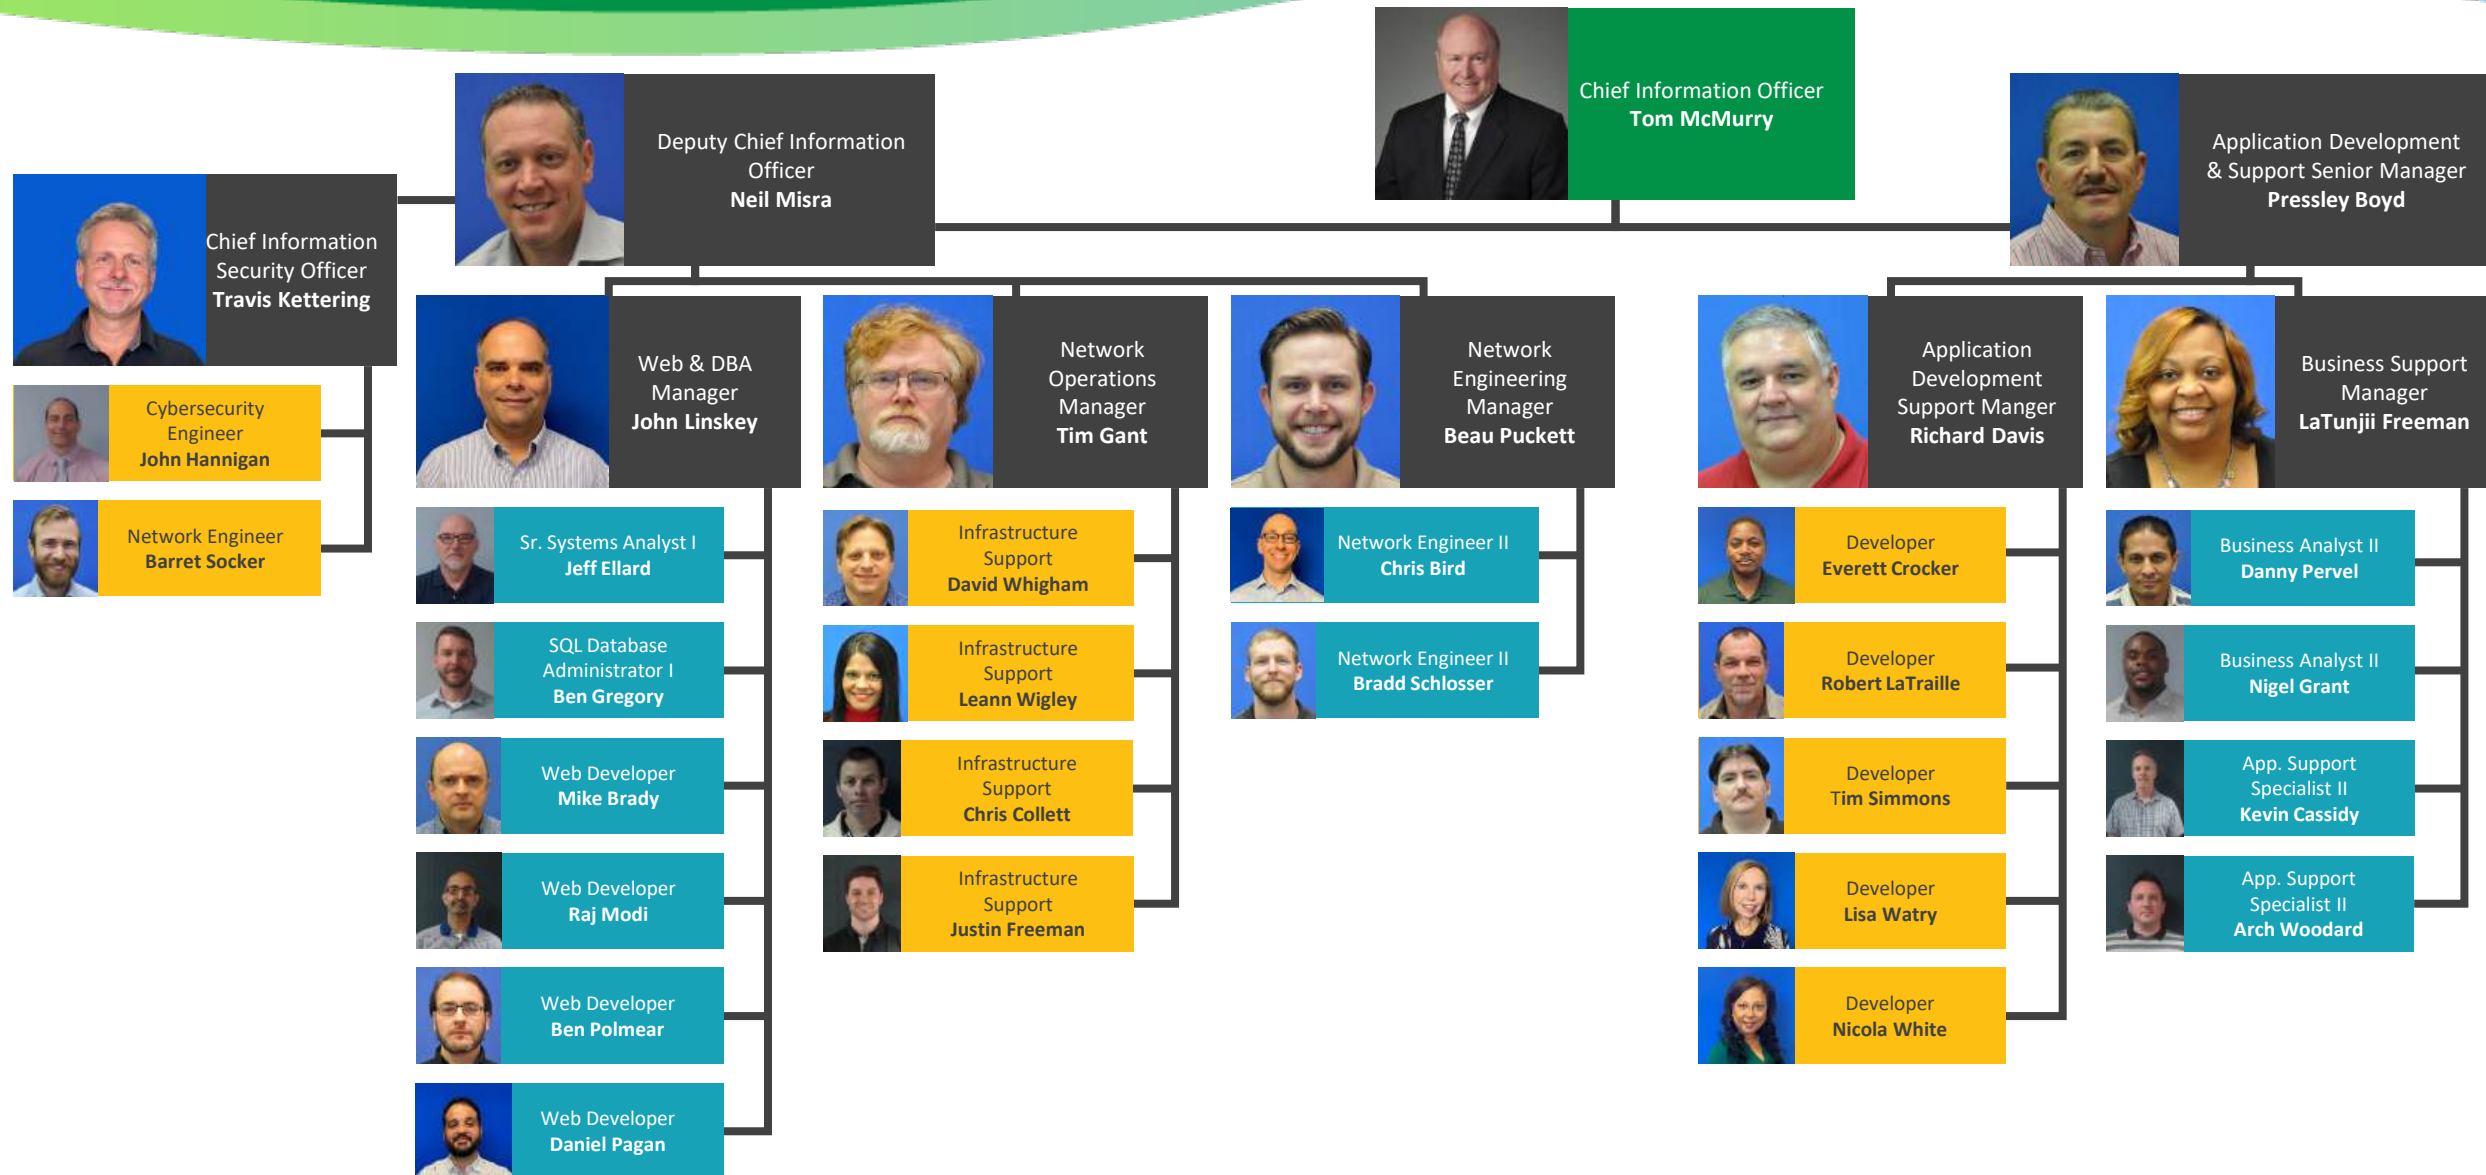 Chief Information Officer
Tom McMurry
Deputy Chief Information
Officer
Neil Misra
Application Development
& Support Senior Manager
Pressley Boyd
Chief Information
Security Officer
Travis Kettering
Cybersecurity
Engineer
John Hannigan
Network Engineer
Barret Socker
Web & DBA
Manager
John Linskey
Sr. Systems Analyst I
Jeff Ellard
SQL Database
Administrator I
Ben Gregory
Web Developer
Mike Brady
Web Developer
Raj Modi
Web Developer
Ben Polmear
Web Developer
Daniel Pagan
Network
Operations
Manager
Tim Gant
Infrastructure
Support
David Whigham
Infrastructure
Support
Leann Wigley
Infrastructure
Support
Chris Collett
Infrastructure
Support
Justin Freeman
Network
Engineering
Manager
Beau Puckett
Network Engineer II
Chris Bird
Network Engineer II
Bradd Schlosser
Application
Development
Support Manger
Richard Davis
Developer
Everett Crocker
Developer
Robert LaTraille
Developer
Tim Simmons
Developer
Lisa Watry
Developer
Nicola White
Business Support
Manager
LaTunjii Freeman
Business Analyst II
Danny Pervel
Business Analyst II
Nigel Grant
App. Support
Specialist II
Kevin Cassidy
App. Support
Specialist II
Arch Woodard